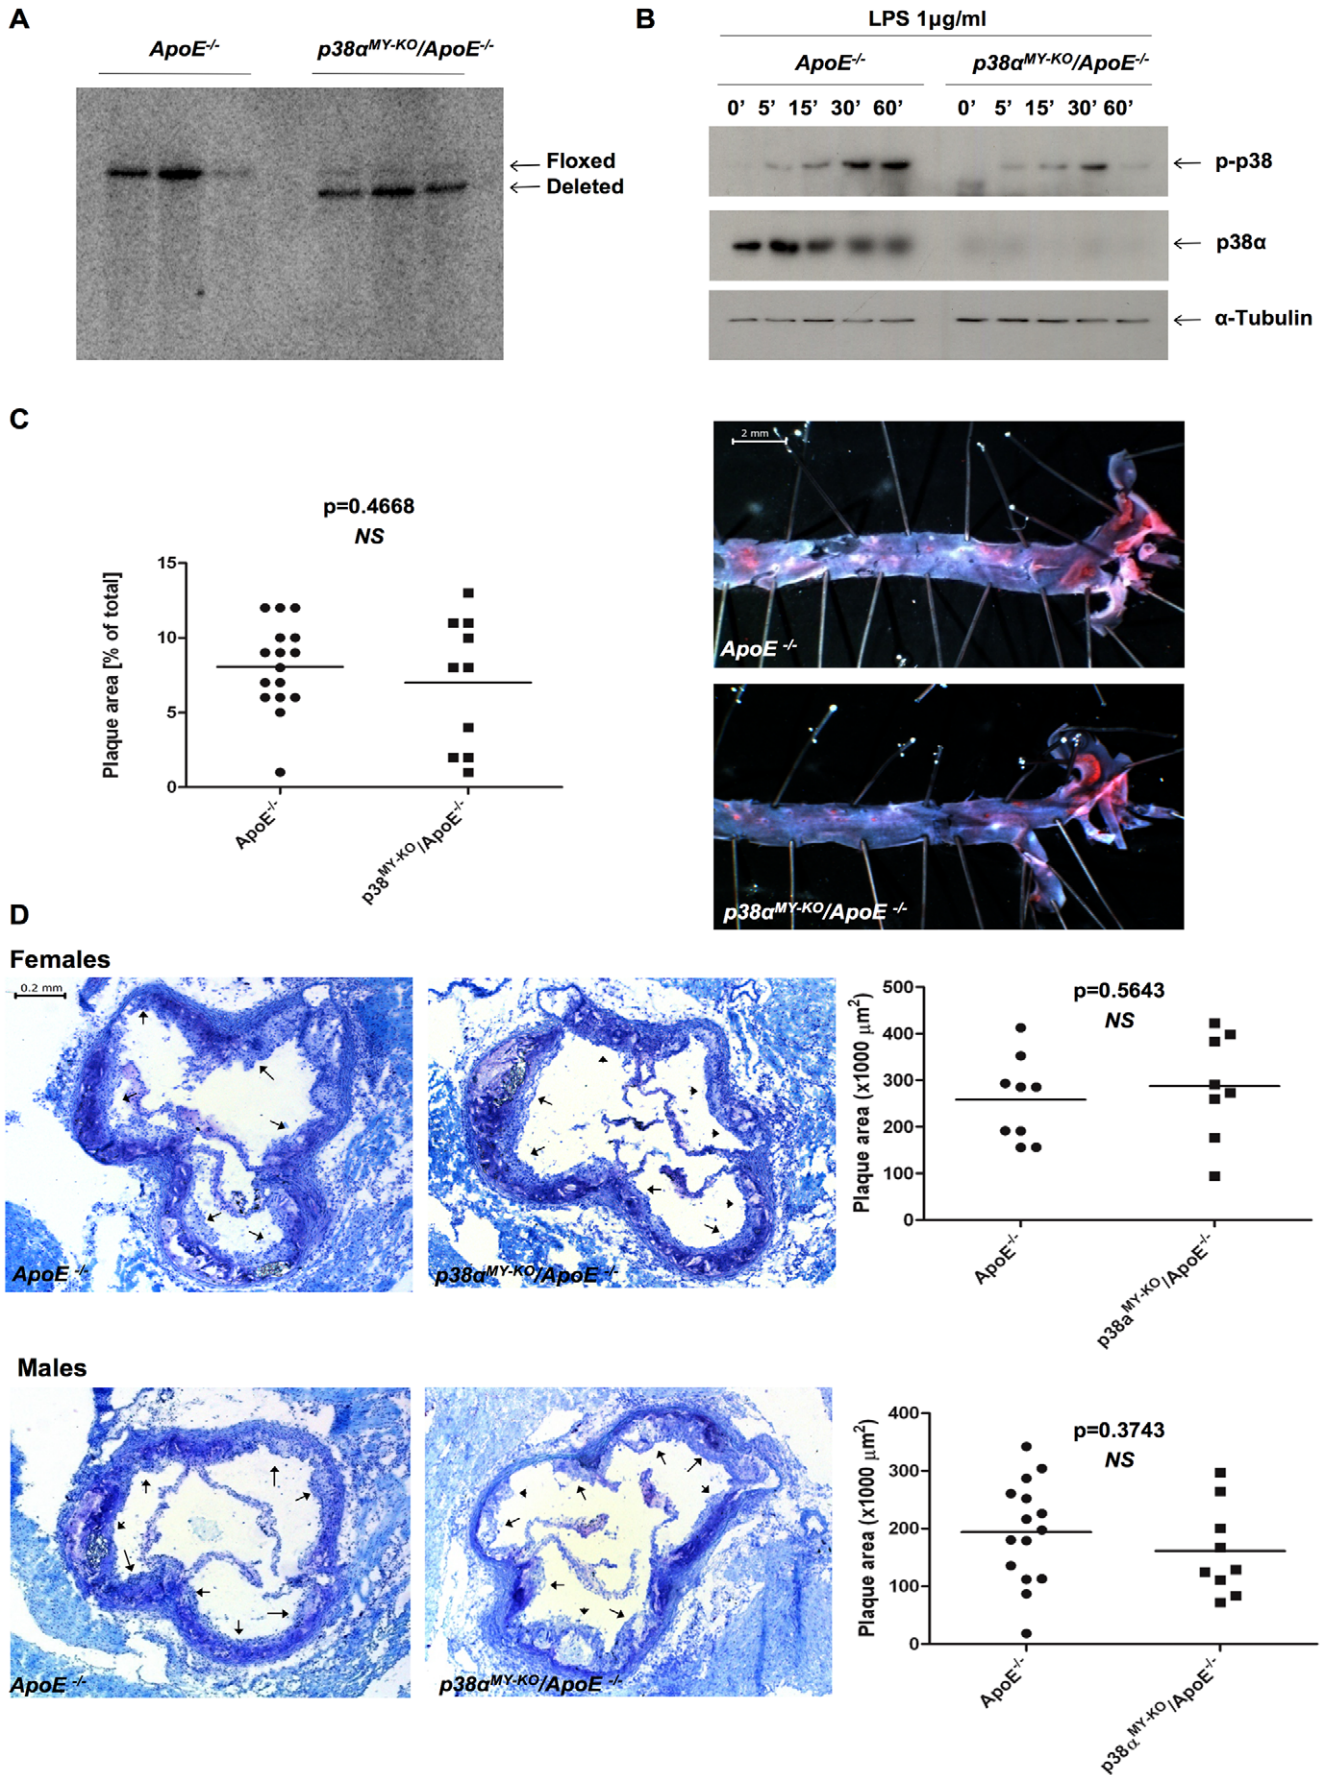 A
ApoE-/-
p38αMY-KO/ApoE-/-
Floxed
Deleted
B
LPS 1µg/ml
ApoE-/-
p38αMY-KO/ApoE-/-
0’ 5’ 15’ 30’ 60’
0’ 5’ 15’ 30’ 60’
p-p38
p38α
α-Tubulin
C
p=0.4668
NS
Plaque area [% of total]
15
10
5
0
ApoE-/-
p38MY-KO/ApoE-/-
2 mm
ApoE -/-
p38αMY-KO/ApoE -/-
D
Females
0.2 mm
ApoE -/-
p38αMY-KO/ApoE -/-
p=0.5643
NS
Plaque area (x1000 µm2)
500
400
300
200
100
0
ApoE-/-
p38aMY-KO/ApoE-/-
Males
ApoE -/-
p38αMY-KO/ApoE -/-
p=0.3743
NS
Plaque area (x1000 µm2)
400
300
200
100
0
ApoE-/-
p38αMY-KO/ApoE-/-